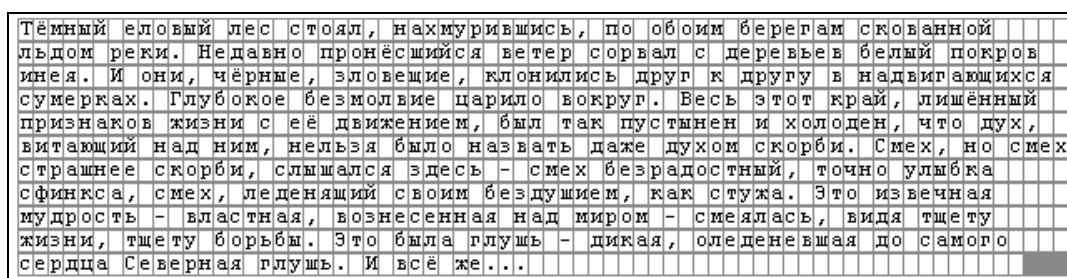 Тёмный еловый лес стоял, нахмурившись, по обоим берегам скованной
льдом реки. Недавно пронёсшийся ветер сорвал с деревьев белый покров
инея. И они, чёрные, зловещие, клонились друг к другу в надвигающихся
сумерках. Глубокое безмолвие царило вокруг. Весь этот край, лишённый
признаков жизни с её движением, был так пустынен и холоден, что дух,
витающий над ним, нельзя было назвать даже духом скорби. Смех, но смех
страшнее скорби, слышался здесь - смех безрадостный, точно улыбка
сфинкса, смех, леденящий своим бездушием, как стужа. Это извечная
мудрость - властная, вознесенная над миром - смеялась, видя тщету
жизни, тщету борьбы. Это была глушь - дикая, оледеневшая до самого
сердца Северная глушь. И всё же...